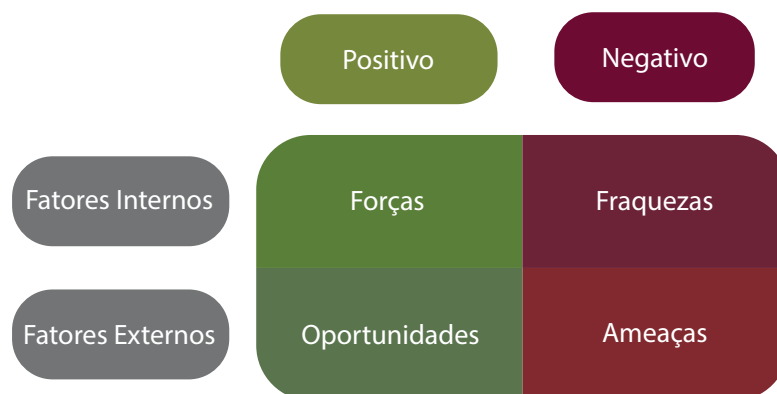 Positivo
Negativo
Fatores Internos
Forças
Fraquezas
Fatores Externos
Oportunidades
Ameaças